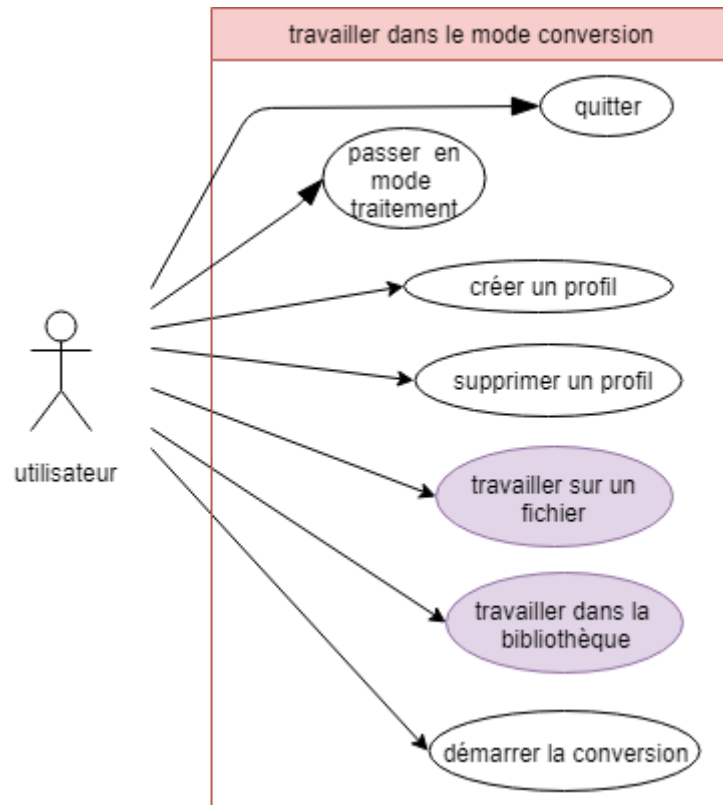 travailler dans le mode conversion
quitter
passer en
mode
traitement
créer un profil
supprimer un profil
utilisateur
travailler sur un
fichier
travailler dans la
bibliothèque
démarrer la conversion